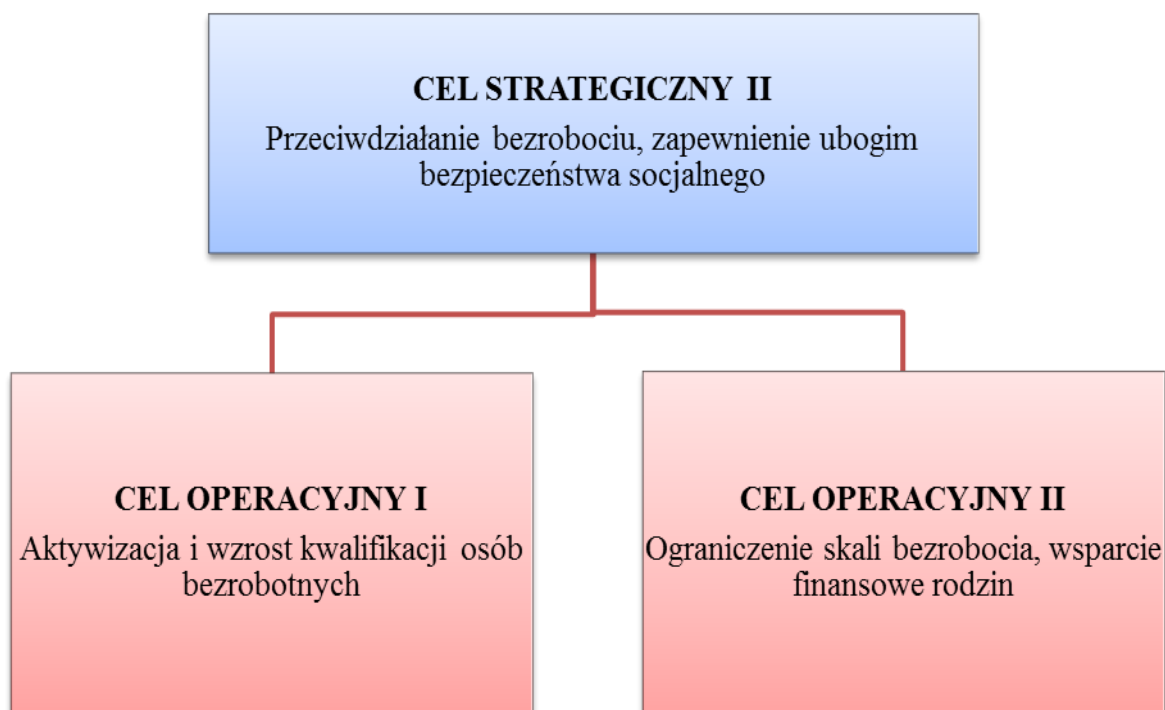 CEL STRATEGICZNY II
Przeciwdziałanie bezrobociu, zapewnienie ubogim
bezpieczeństwa socjalnego
CEL OPERACYJNY I
Aktywizacja i wzrost kwalifikacji osób
bezrobotnych
CEL OPERACYJNY II
Ograniczenie skali bezrobocia, wsparcie
finansowe rodzin